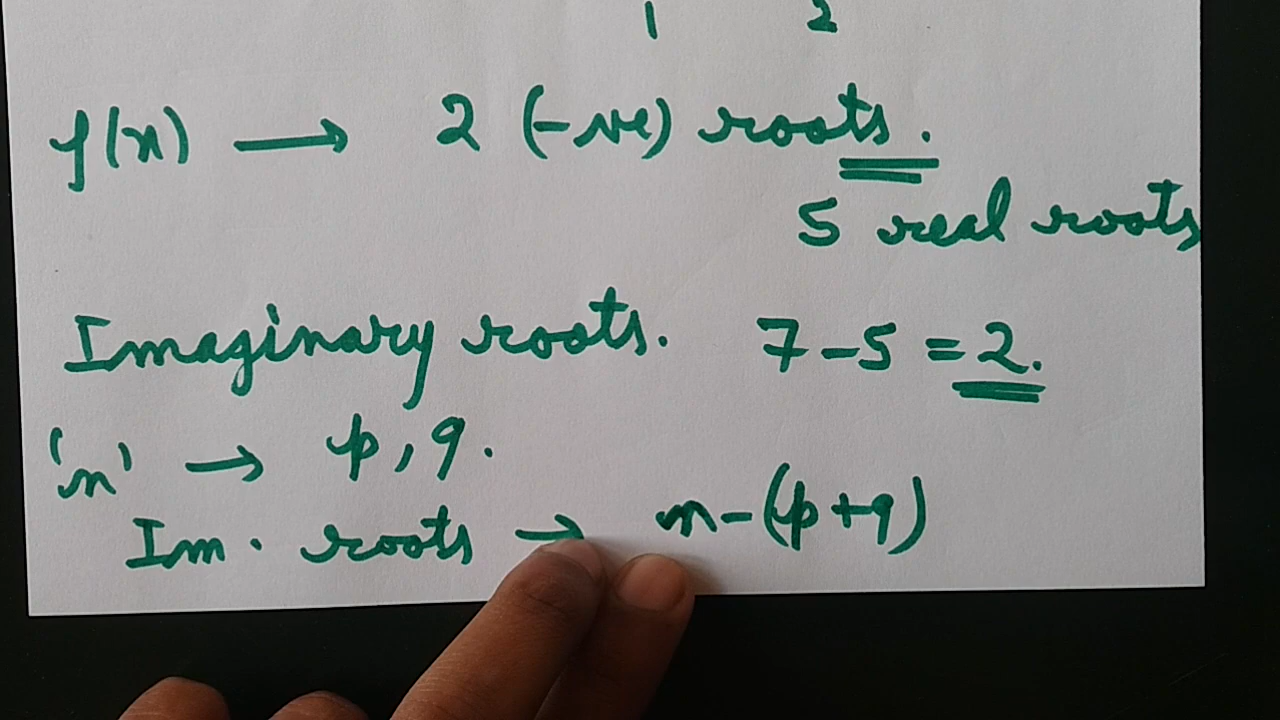 1 2
f(x) → 2 (-ve) roots.
5 real roots
Imaginary roots. 7-5 = 2.
'n' → p, q.
Im. roots → n-(p+q)